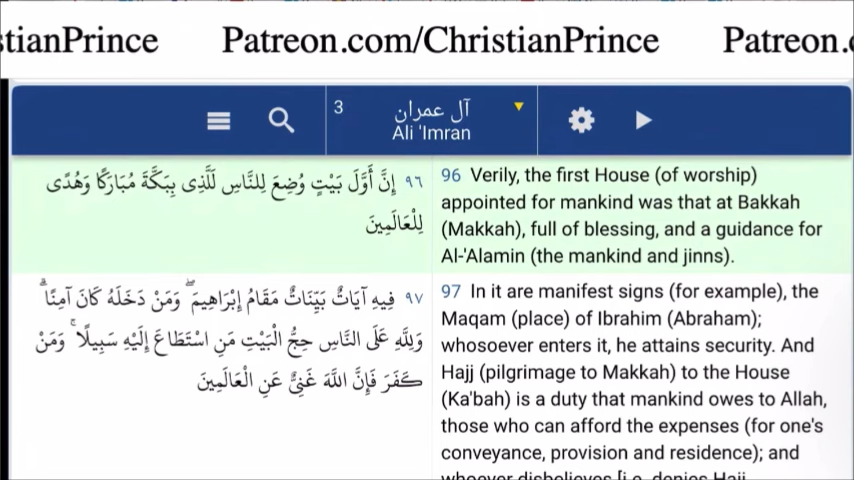 stianPrince Patreon.com/ChristianPrince Patreon.c
3 آل عمران
Ali 'Imran
٩٦ إِنَّ أَوَّلَ بَيْتٍ وُضِعَ لِلنَّاسِ لَلَّذِى بِبَكَّةَ مُبَارَكًا وَهُدًى
لِلْعَالَمِينَ
96 Verily, the first House (of worship)
appointed for mankind was that at Bakkah
(Makkah), full of blessing, and a guidance for
Al-'Alamin (the mankind and jinns).
٩٧ فِيهِ آيَاتٌ بَيِّنَاتٌ مَقَامُ إِبْرَاهِيمَ ۖ وَمَنْ دَخَلَهُ كَانَ آمِنًا ۗ
وَلِلَّهِ عَلَى النَّاسِ حِجُّ الْبَيْتِ مَنِ اسْتَطَاعَ إِلَيْهِ سَبِيلًا ۚ وَمَنْ
كَفَرَ فَإِنَّ اللَّهَ غَنِىٌّ عَنِ الْعَالَمِينَ
97 In it are manifest signs (for example), the
Maqam (place) of Ibrahim (Abraham);
whosoever enters it, he attains security. And
Hajj (pilgrimage to Makkah) to the House
(Ka'bah) is a duty that mankind owes to Allah,
those who can afford the expenses (for one's
conveyance, provision and residence); and
whoever disbelieves [i.e. denies Hajj